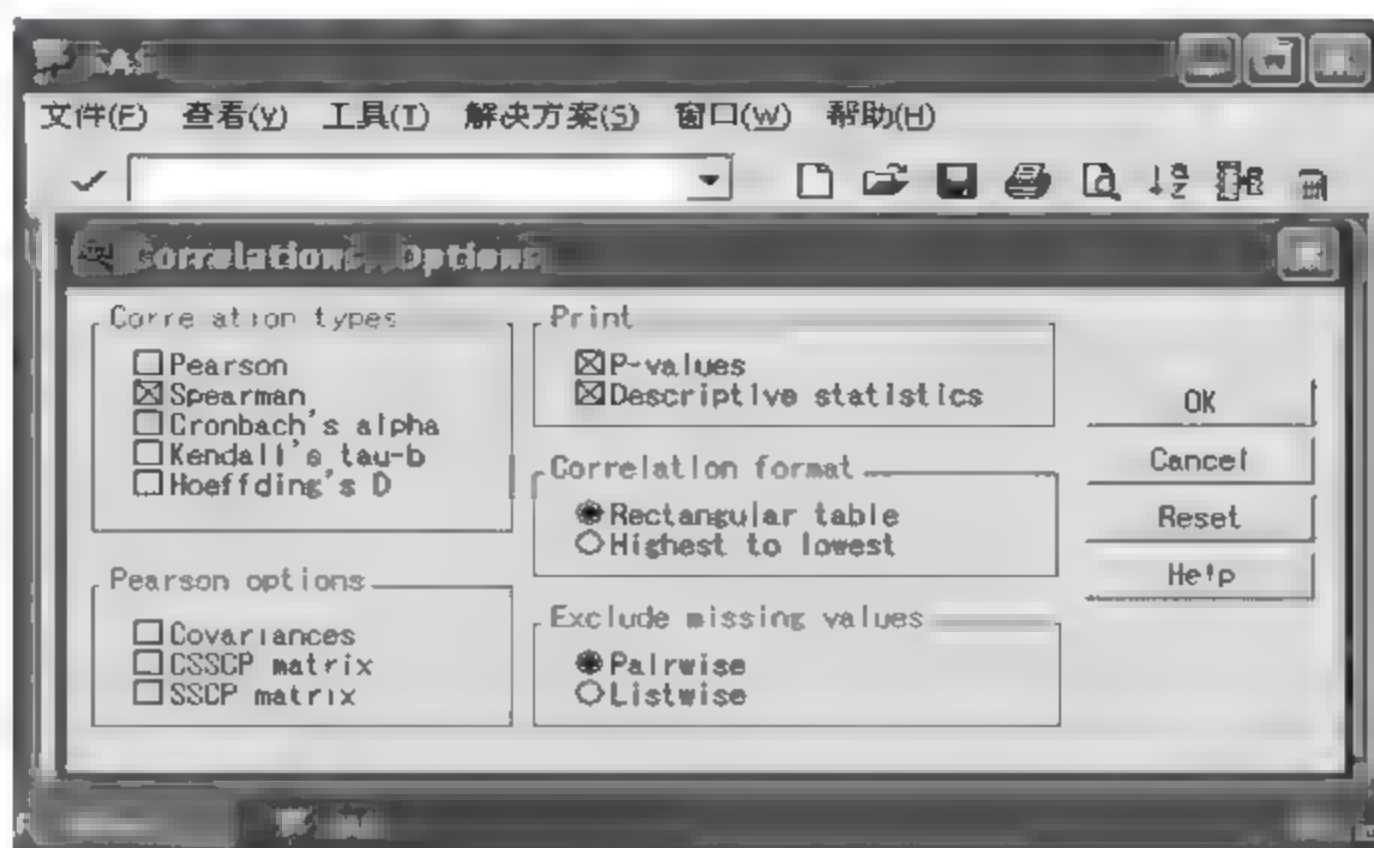 文件(F) 查看(V) 工具(T) 解决方案(S) 窗口(W) 帮助(H)
Correlations: Options
Correlation types
Pearson
Spearman
Cronbach's alpha
Kendall's tau-b
Hoeffding's D
Pearson options
Covariances
CSSCP matrix
SSCP matrix
Print
P-values
Descriptive statistics
Correlation format
Rectangular table
Highest to lowest
Exclude missing values
Pairwise
Listwise
OK
Cancel
Reset
Help